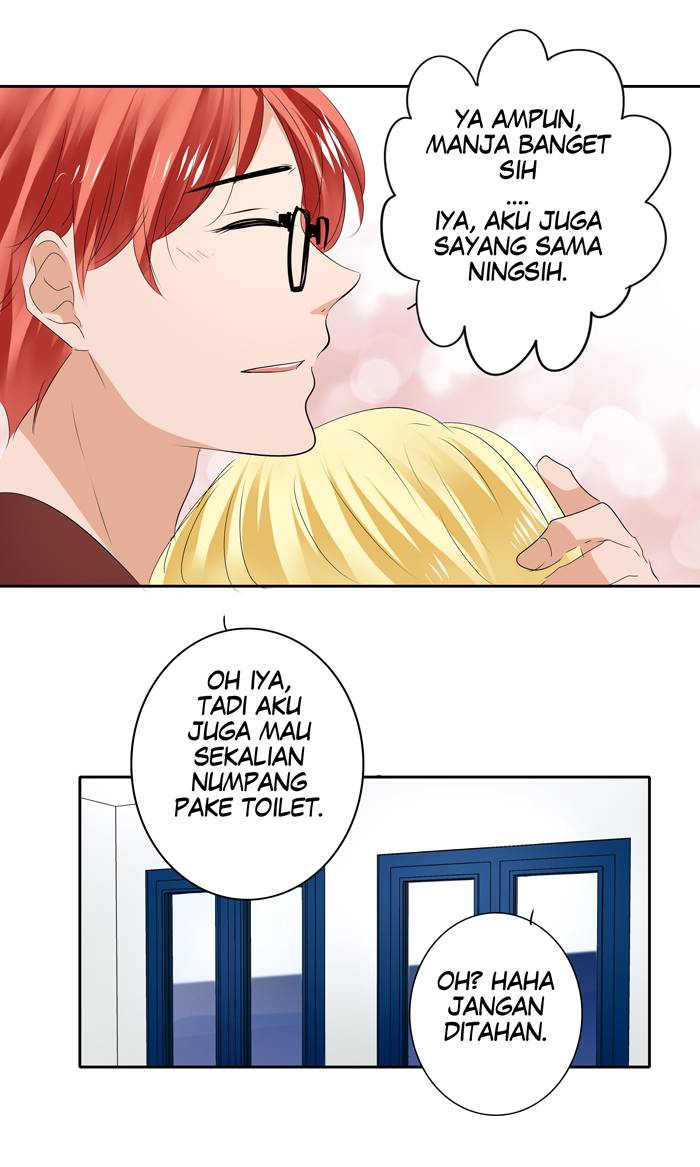 YA AMPUN,
MANJA BANGET
SIH
....
IYA, AKU JUGA
SAYANG SAMA
NINGSIH.
OH IYA,
TADI AKU
JUGA MAU
SEKALIAN
NUMPANG
PAKE TOILET.
OH? HAHA
JANGAN
DITAHAN.